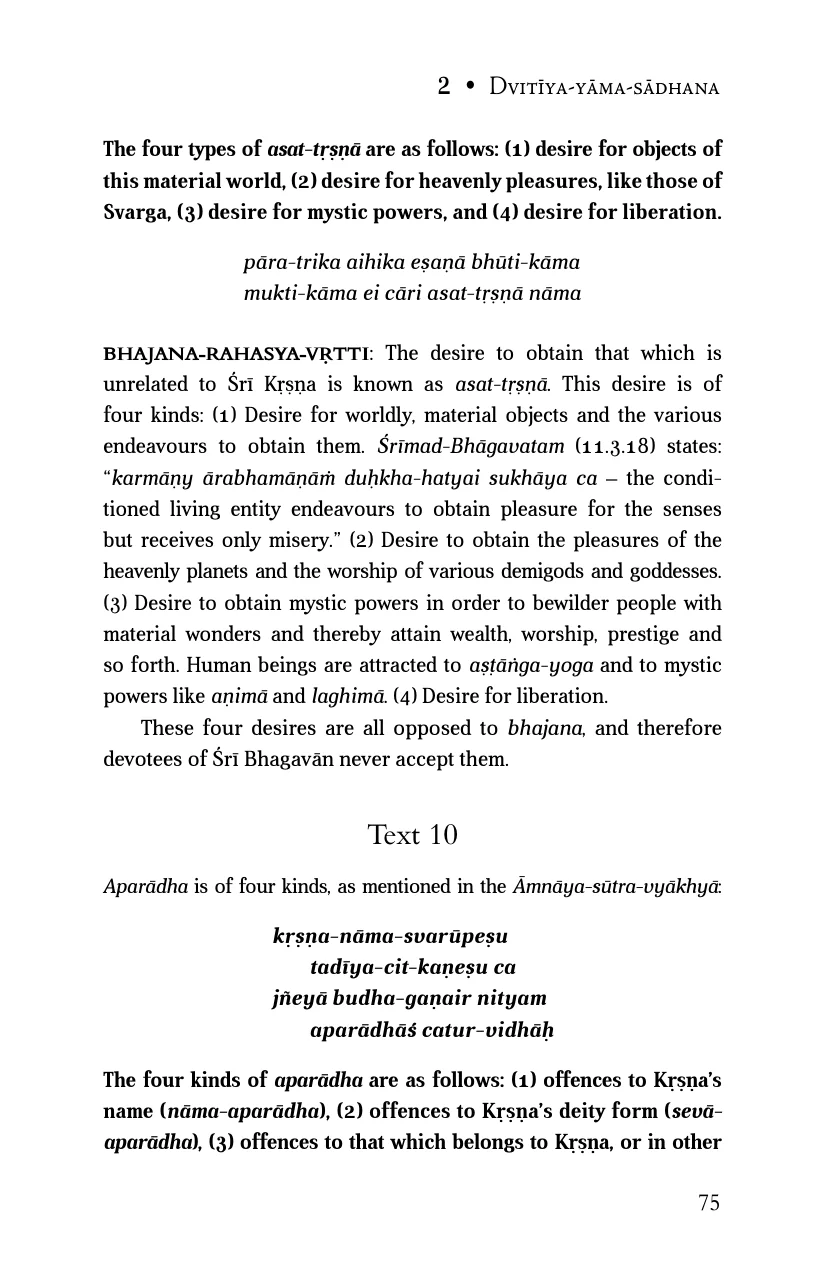 2 • Dvitīya-yāma-sādhana
The four types of asat-tṛṣṇā are as follows: (1) desire for objects of
this material world, (2) desire for heavenly pleasures, like those of
Svarga, (3) desire for mystic powers, and (4) desire for liberation.
pāra-trika aihika eṣaṇā bhūti-kāma
mukti-kāma ei cāri asat-tṛṣṇā nāma
BHAJANA-RAHASYA-VṚTTI: The desire to obtain that which is
unrelated to Śrī Kṛṣṇa is known as asat-tṛṣṇā. This desire is of
four kinds: (1) Desire for worldly, material objects and the various
endeavours to obtain them. Śrīmad-Bhāgavatam (11.3.18) states:
“karmāṇy ārabhamāṇāṁ duḥkha-hatyai sukhāya ca – the condi-
tioned living entity endeavours to obtain pleasure for the senses
but receives only misery.” (2) Desire to obtain the pleasures of the
heavenly planets and the worship of various demigods and goddesses.
(3) Desire to obtain mystic powers in order to bewilder people with
material wonders and thereby attain wealth, worship, prestige and
so forth. Human beings are attracted to aṣṭāṅga-yoga and to mystic
powers like aṇimā and laghimā. (4) Desire for liberation.
These four desires are all opposed to bhajana, and therefore
devotees of Śrī Bhagavān never accept them.
Text 10
Aparādha is of four kinds, as mentioned in the Āmnāya-sūtra-vyākhyā:
kṛṣṇa-nāma-svarūpeṣu
tadīya-cit-kaṇeṣu ca
jñeyā budha-gaṇair nityam
aparādhāś catur-vidhāḥ
The four kinds of aparādha are as follows: (1) offences to Kṛṣṇa’s
name (nāma-aparādha), (2) offences to Kṛṣṇa’s deity form (sevā-
aparādha), (3) offences to that which belongs to Kṛṣṇa, or in other
75